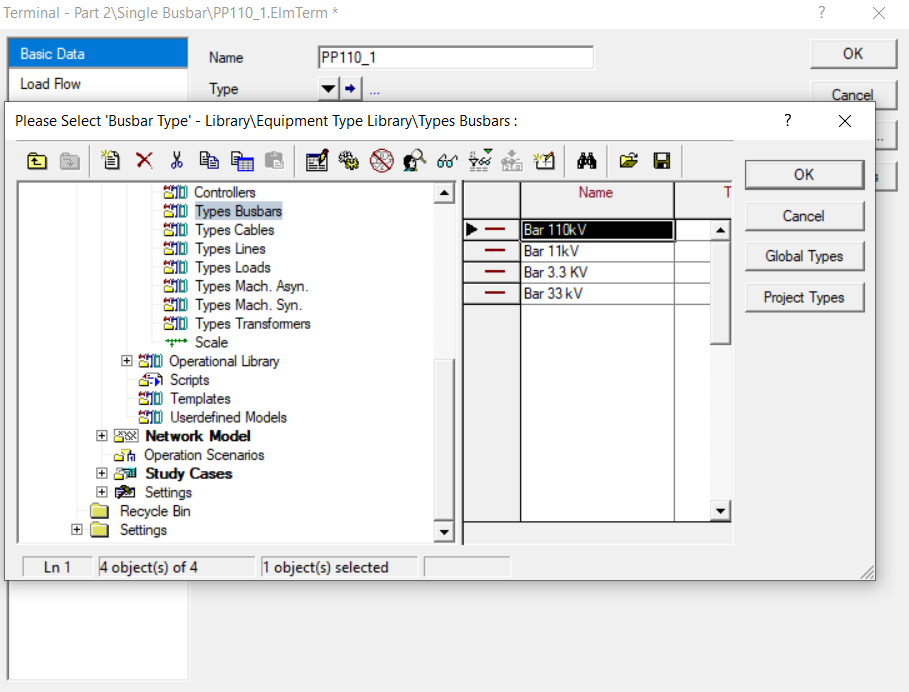 Terminal - Part 2\Single Busbar\PP110_1.ElmTerm *
?
Basic Data
Name
PP110_1
OK
Load Flow
Type
...
Cancel
Please Select 'Busbar Type' - Library\Equipment Type Library\Types Busbars :
?
...
OK
s
Cancel
Global Types
Project Types
Controllers
Types Busbars
Types Cables
Types Lines
Types Loads
Types Mach. Asyn.
Types Mach. Syn.
Types Transformers
Scale
Operational Library
Scripts
Templates
Userdefined Models
Network Model
Operation Scenarios
Study Cases
Settings
Recycle Bin
Settings
Name
T
Bar 110kV
Bar 11kV
Bar 3.3 KV
Bar 33 kV
Ln 1
4 object(s) of 4
1 object(s) selected